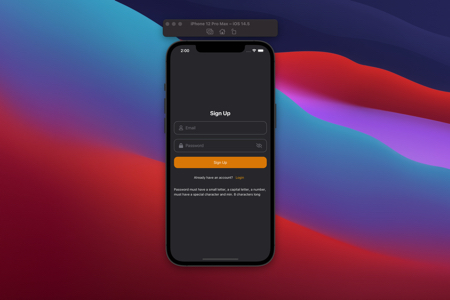 iPhone 12 Pro Max – iOS 14.5
2:00
Sign Up
Email
Password
Sign Up
Already have an account? Login
Password must have a small letter, a capital letter, a number,
must have a special character and min. 8 characters long